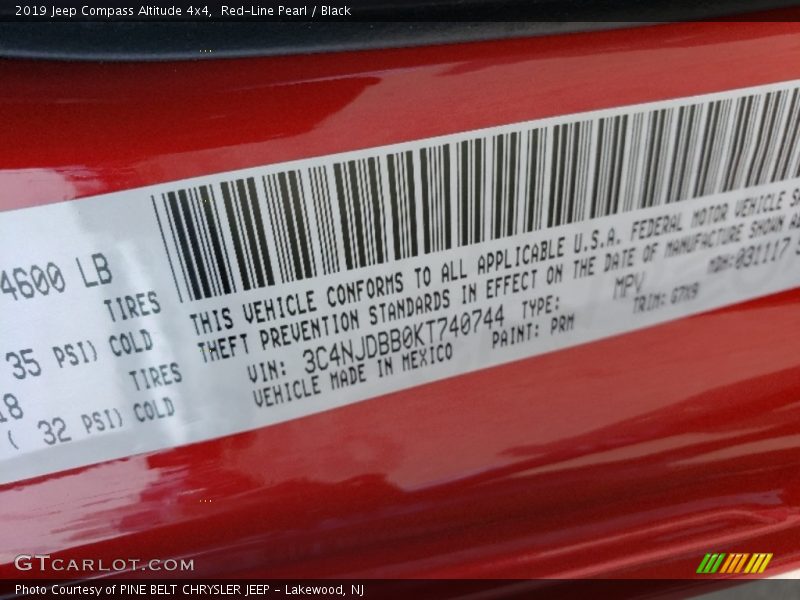 2019 Jeep Compass Altitude 4x4, Red-Line Pearl / Black
4600 LB
TIRES
35 PSI) COLD
TIRES
18
( 32 PSI) COLD
THIS VEHICLE CONFORMS TO ALL APPLICABLE U.S.A. FEDERAL MOTOR VEHICLE
THEFT PREVENTION STANDARDS IN EFFECT ON THE DATE OF MANUFACTURE SHOWN
VIN: 3C4NJDBB0KT740744 TYPE: MPV MDH:031117
VEHICLE MADE IN MEXICO PAINT: PRM TRIM: G7X9
GTCARLOT.COM
Photo Courtesy of PINE BELT CHRYSLER JEEP - Lakewood, NJ